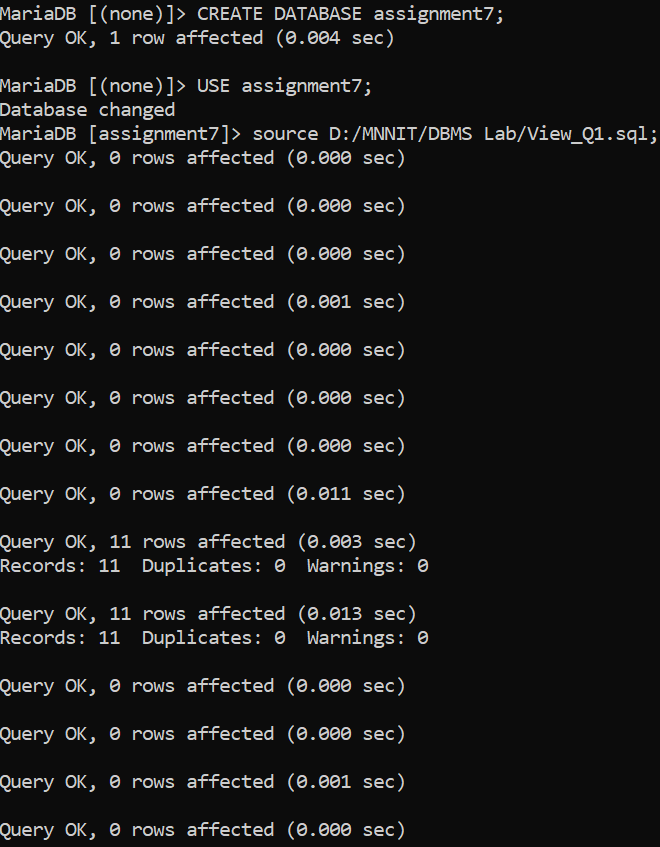 MariaDB [(none)]> CREATE DATABASE assignment7;
Query OK, 1 row affected (0.004 sec)
MariaDB [(none)]> USE assignment7;
Database changed
MariaDB [assignment7]> source D:/MNNIT/DBMS Lab/View_Q1.sql;
Query OK, 0 rows affected (0.000 sec)
Query OK, 0 rows affected (0.000 sec)
Query OK, 0 rows affected (0.000 sec)
Query OK, 0 rows affected (0.001 sec)
Query OK, 0 rows affected (0.000 sec)
Query OK, 0 rows affected (0.000 sec)
Query OK, 0 rows affected (0.000 sec)
Query OK, 0 rows affected (0.011 sec)
Query OK, 11 rows affected (0.003 sec)
Records: 11  Duplicates: 0  Warnings: 0
Query OK, 11 rows affected (0.013 sec)
Records: 11  Duplicates: 0  Warnings: 0
Query OK, 0 rows affected (0.000 sec)
Query OK, 0 rows affected (0.000 sec)
Query OK, 0 rows affected (0.001 sec)
Query OK, 0 rows affected (0.000 sec)